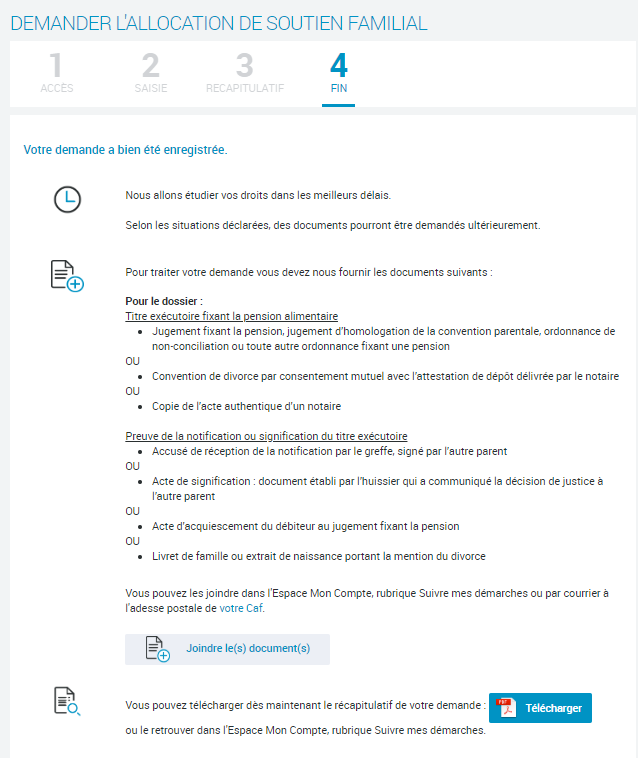 DEMANDER L'ALLOCATION DE SOUTIEN FAMILIAL
1 2 3 4
ACCÈS SAISIE RECAPITULATIF FIN
Votre demande a bien été enregistrée.
Nous allons étudier vos droits dans les meilleurs délais.
Selon les situations déclarées, des documents pourront être demandés ultérieurement.
Pour traiter votre demande vous devez nous fournir les documents suivants :
Pour le dossier :
Titre exécutoire fixant la pension alimentaire
• Jugement fixant la pension, jugement d'homologation de la convention parentale, ordonnance de
non-conciliation ou toute autre ordonnance fixant une pension
OU
• Convention de divorce par consentement mutuel avec l'attestation de dépôt délivrée par le notaire
OU
• Copie de l'acte authentique d'un notaire
Preuve de la notification ou signification du titre exécutoire
• Accusé de réception de la notification par le greffe, signé par l'autre parent
OU
• Acte de signification : document établi par l'huissier qui a communiqué la décision de justice à
l'autre parent
OU
• Acte d'acquiescement du débiteur au jugement fixant la pension
OU
• Livret de famille ou extrait de naissance portant la mention du divorce
Vous pouvez les joindre dans l'Espace Mon Compte, rubrique Suivre mes démarches ou par courrier à
l'adresse postale de votre Caf.
Joindre le(s) document(s)
Vous pouvez télécharger dès maintenant le récapitulatif de votre demande : PDF Télécharger
ou le retrouver dans l'Espace Mon Compte, rubrique Suivre mes démarches.